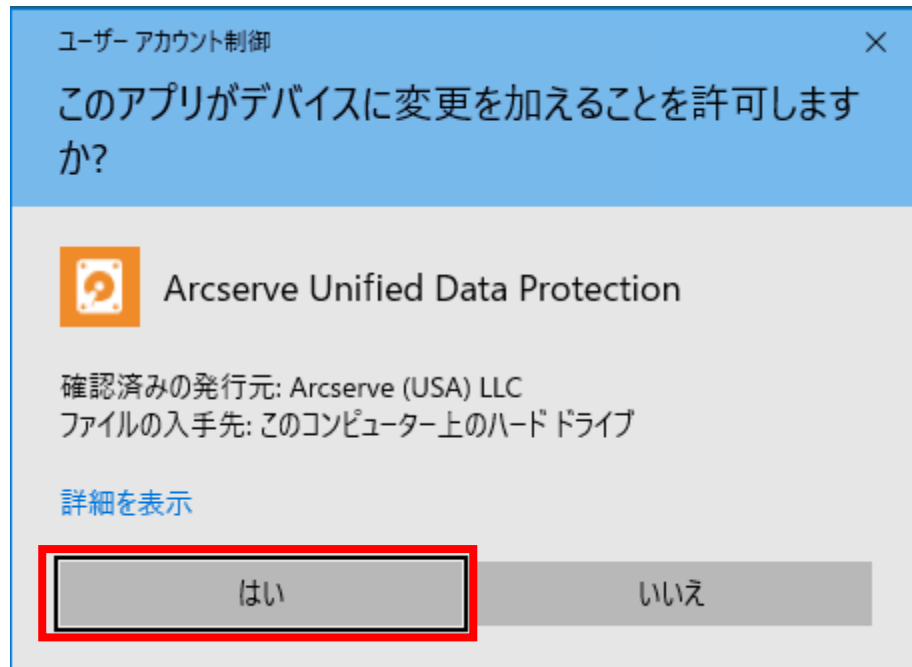 ユーザー アカウント制御
このアプリがデバイスに変更を加えることを許可します
か?
Arcserve Unified Data Protection
確認済みの発行元: Arcserve (USA) LLC
ファイルの入手先: このコンピューター上のハード ドライブ
詳細を表示
はい
いいえ